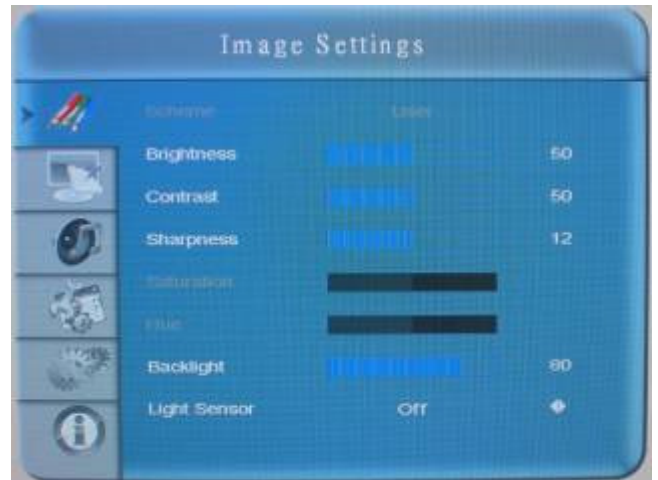 Image Settings
Scheme User
Brightness 50
Contrast 50
Sharpness 12
Saturation
Hue
Backlight 80
Light Sensor Off